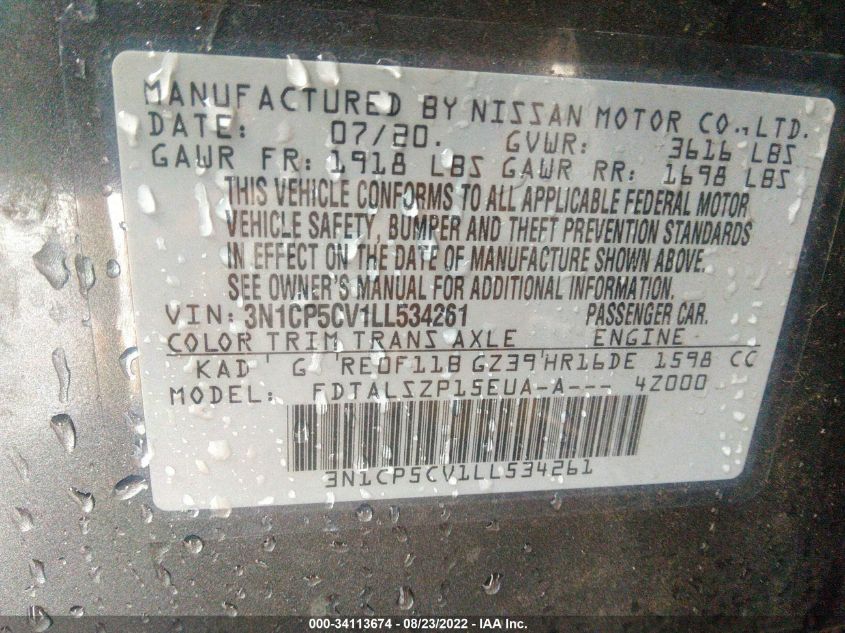 MANUFACTURED BY NISSAN MOTOR CO.,LTD.
DATE: 07/20. GVWR: 3616 LBS
GAWR FR: 1918 LBS GAWR RR: 1698 LBS
THIS VEHICLE CONFORMS TO ALL APPLICABLE FEDERAL MOTOR
VEHICLE SAFETY, BUMPER AND THEFT PREVENTION STANDARDS
IN EFFECT ON THE DATE OF MANUFACTURE SHOWN ABOVE.
SEE OWNER'S MANUAL FOR ADDITIONAL INFORMATION.
VIN: 3N1CP5CV1LL534261 PASSENGER CAR.
COLOR TRIM TRANS AXLE ENGINE
KAD ' G 'RE0F11B GZ39'HR16DE 1598 CC
MODEL: FDTALSZP15EUA-A--- 4Z000
3N1CP5CV1LL534261
000-34113674 - 08/23/2022 - IAA Inc.